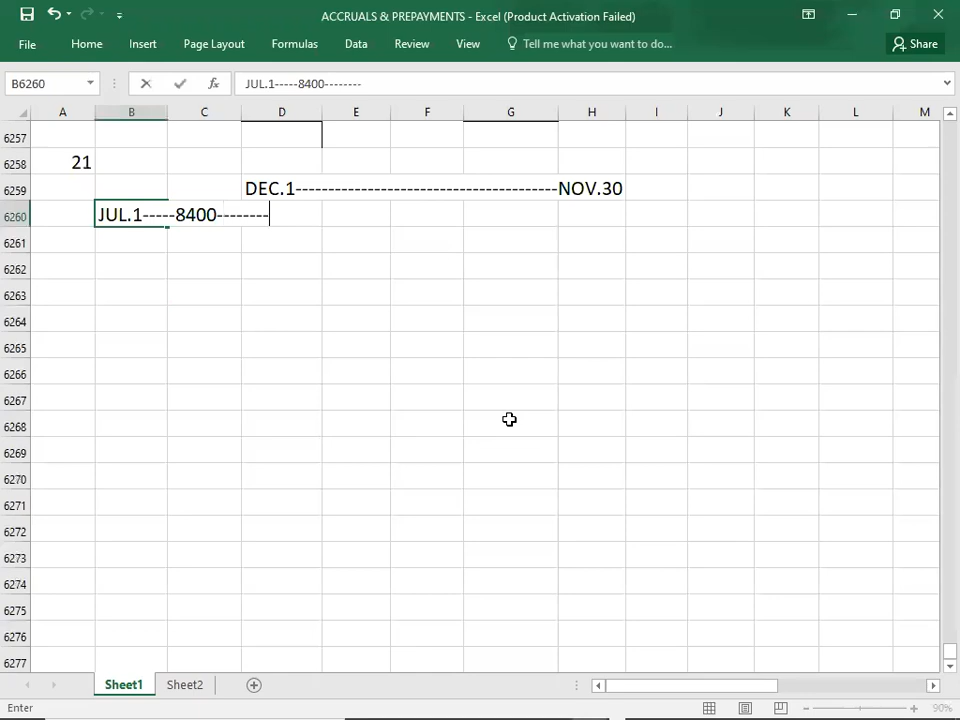 ACCRUALS & PREPAYMENTS - Excel (Product Activation Failed)
File Home Insert Page Layout Formulas Data Review View Tell me what you want to do... Share
B6260 fx JUL.1-----8400--------
A B C D E F G H I J K L M
6257
6258 21
6259 DEC.1----------------------------------------NOV.30
6260 JUL.1-----8400--------
6261
6262
6263
6264
6265
6266
6267
6268
6269
6270
6271
6272
6273
6274
6275
6276
6277
Sheet1 Sheet2
Enter 90%